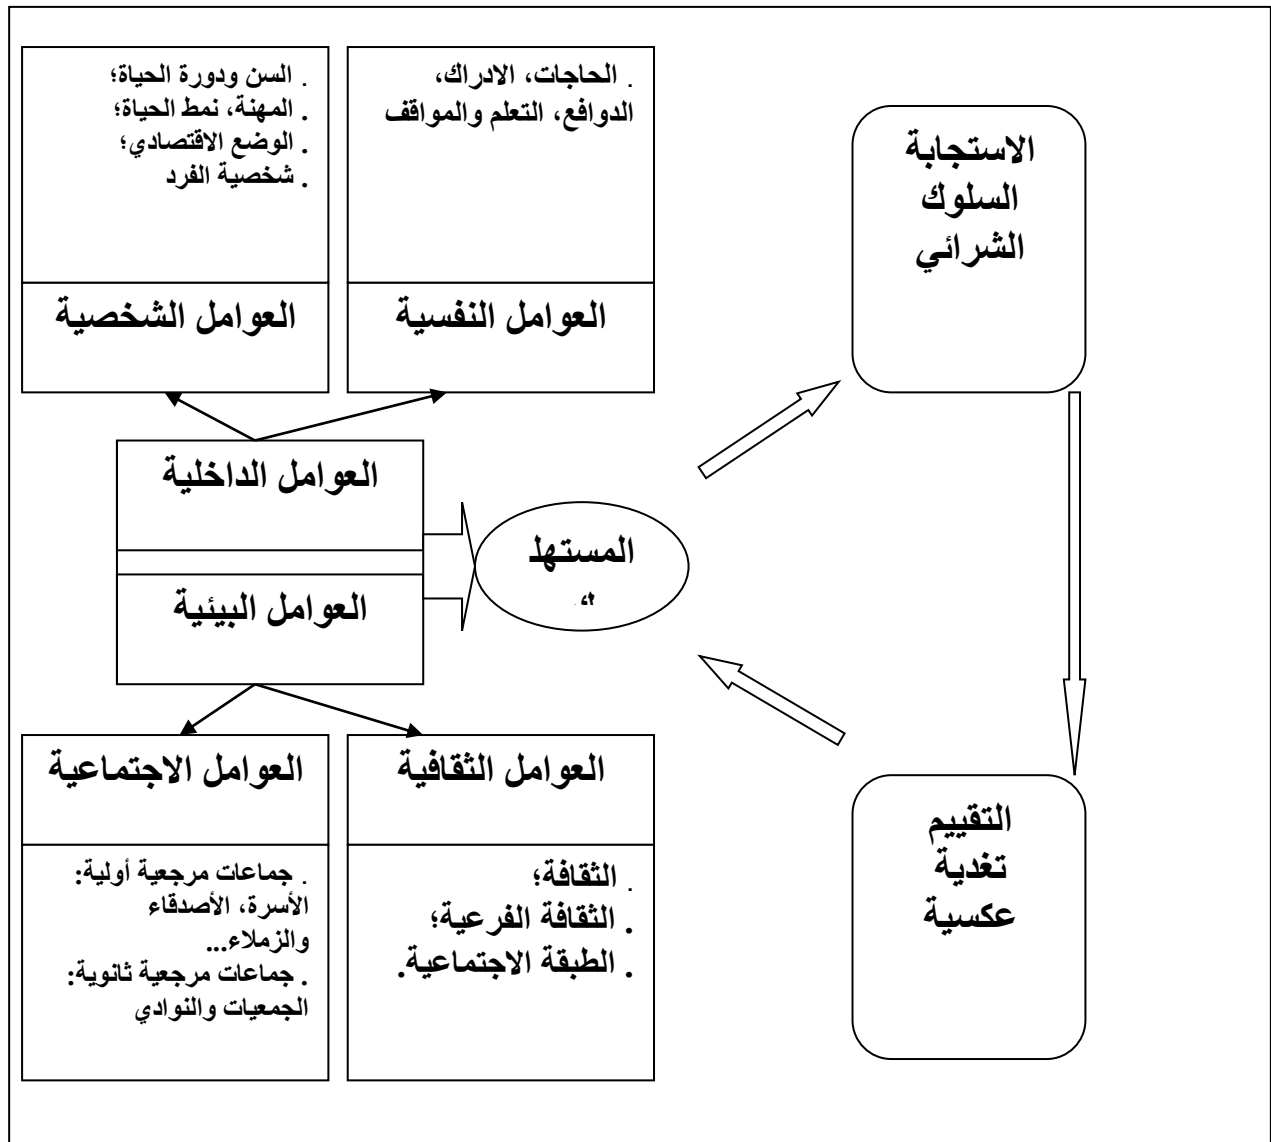 . السن ودورة الحياة؛
. المهنة، نمط الحياة؛
. الوضع الاقتصادي؛
. شخصية الفرد
العوامل الشخصية
. الحاجات، الادراك،
الدوافع، التعلم والمواقف
العوامل النفسية
الاستجابة
السلوك
الشرائي
العوامل الداخلية
العوامل البيئية
المستهلـ
ك
العوامل الاجتماعية
. جماعات مرجعية أولية:
الأسرة، الأصدقاء
والزملاء...
. جماعات مرجعية ثانوية:
الجمعيات والنوادي
العوامل الثقافية
. الثقافة؛
. الثقافة الفرعية؛
. الطبقة الاجتماعية.
التقييم
تغدية
عكسية